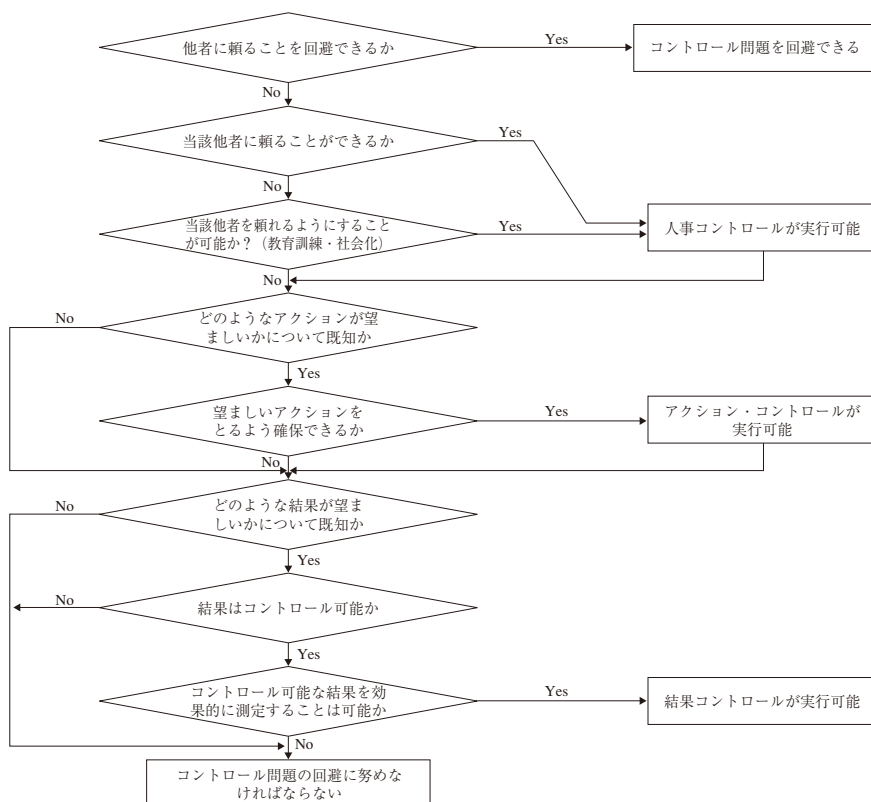 他者に頼ることを回避できるか
Yes
コントロール問題を回避できる
No
当該他者に頼ることができるか
Yes
No
当該他者を頼れるようにすること
が可能か？（教育訓練・社会化）
Yes
人事コントロールが実行可能
No
No
どのようなアクションが望
ましいかについて既知か
Yes
望ましいアクションを
とるよう確保できるか
Yes
アクション・コントロールが
実行可能
No
No
どのような結果が望ま
しいかについて既知か
Yes
No
結果はコントロール可能か
Yes
コントロール可能な結果を効
果的に測定することは可能か
Yes
結果コントロールが実行可能
No
コントロール問題の回避に努めな
ければならない